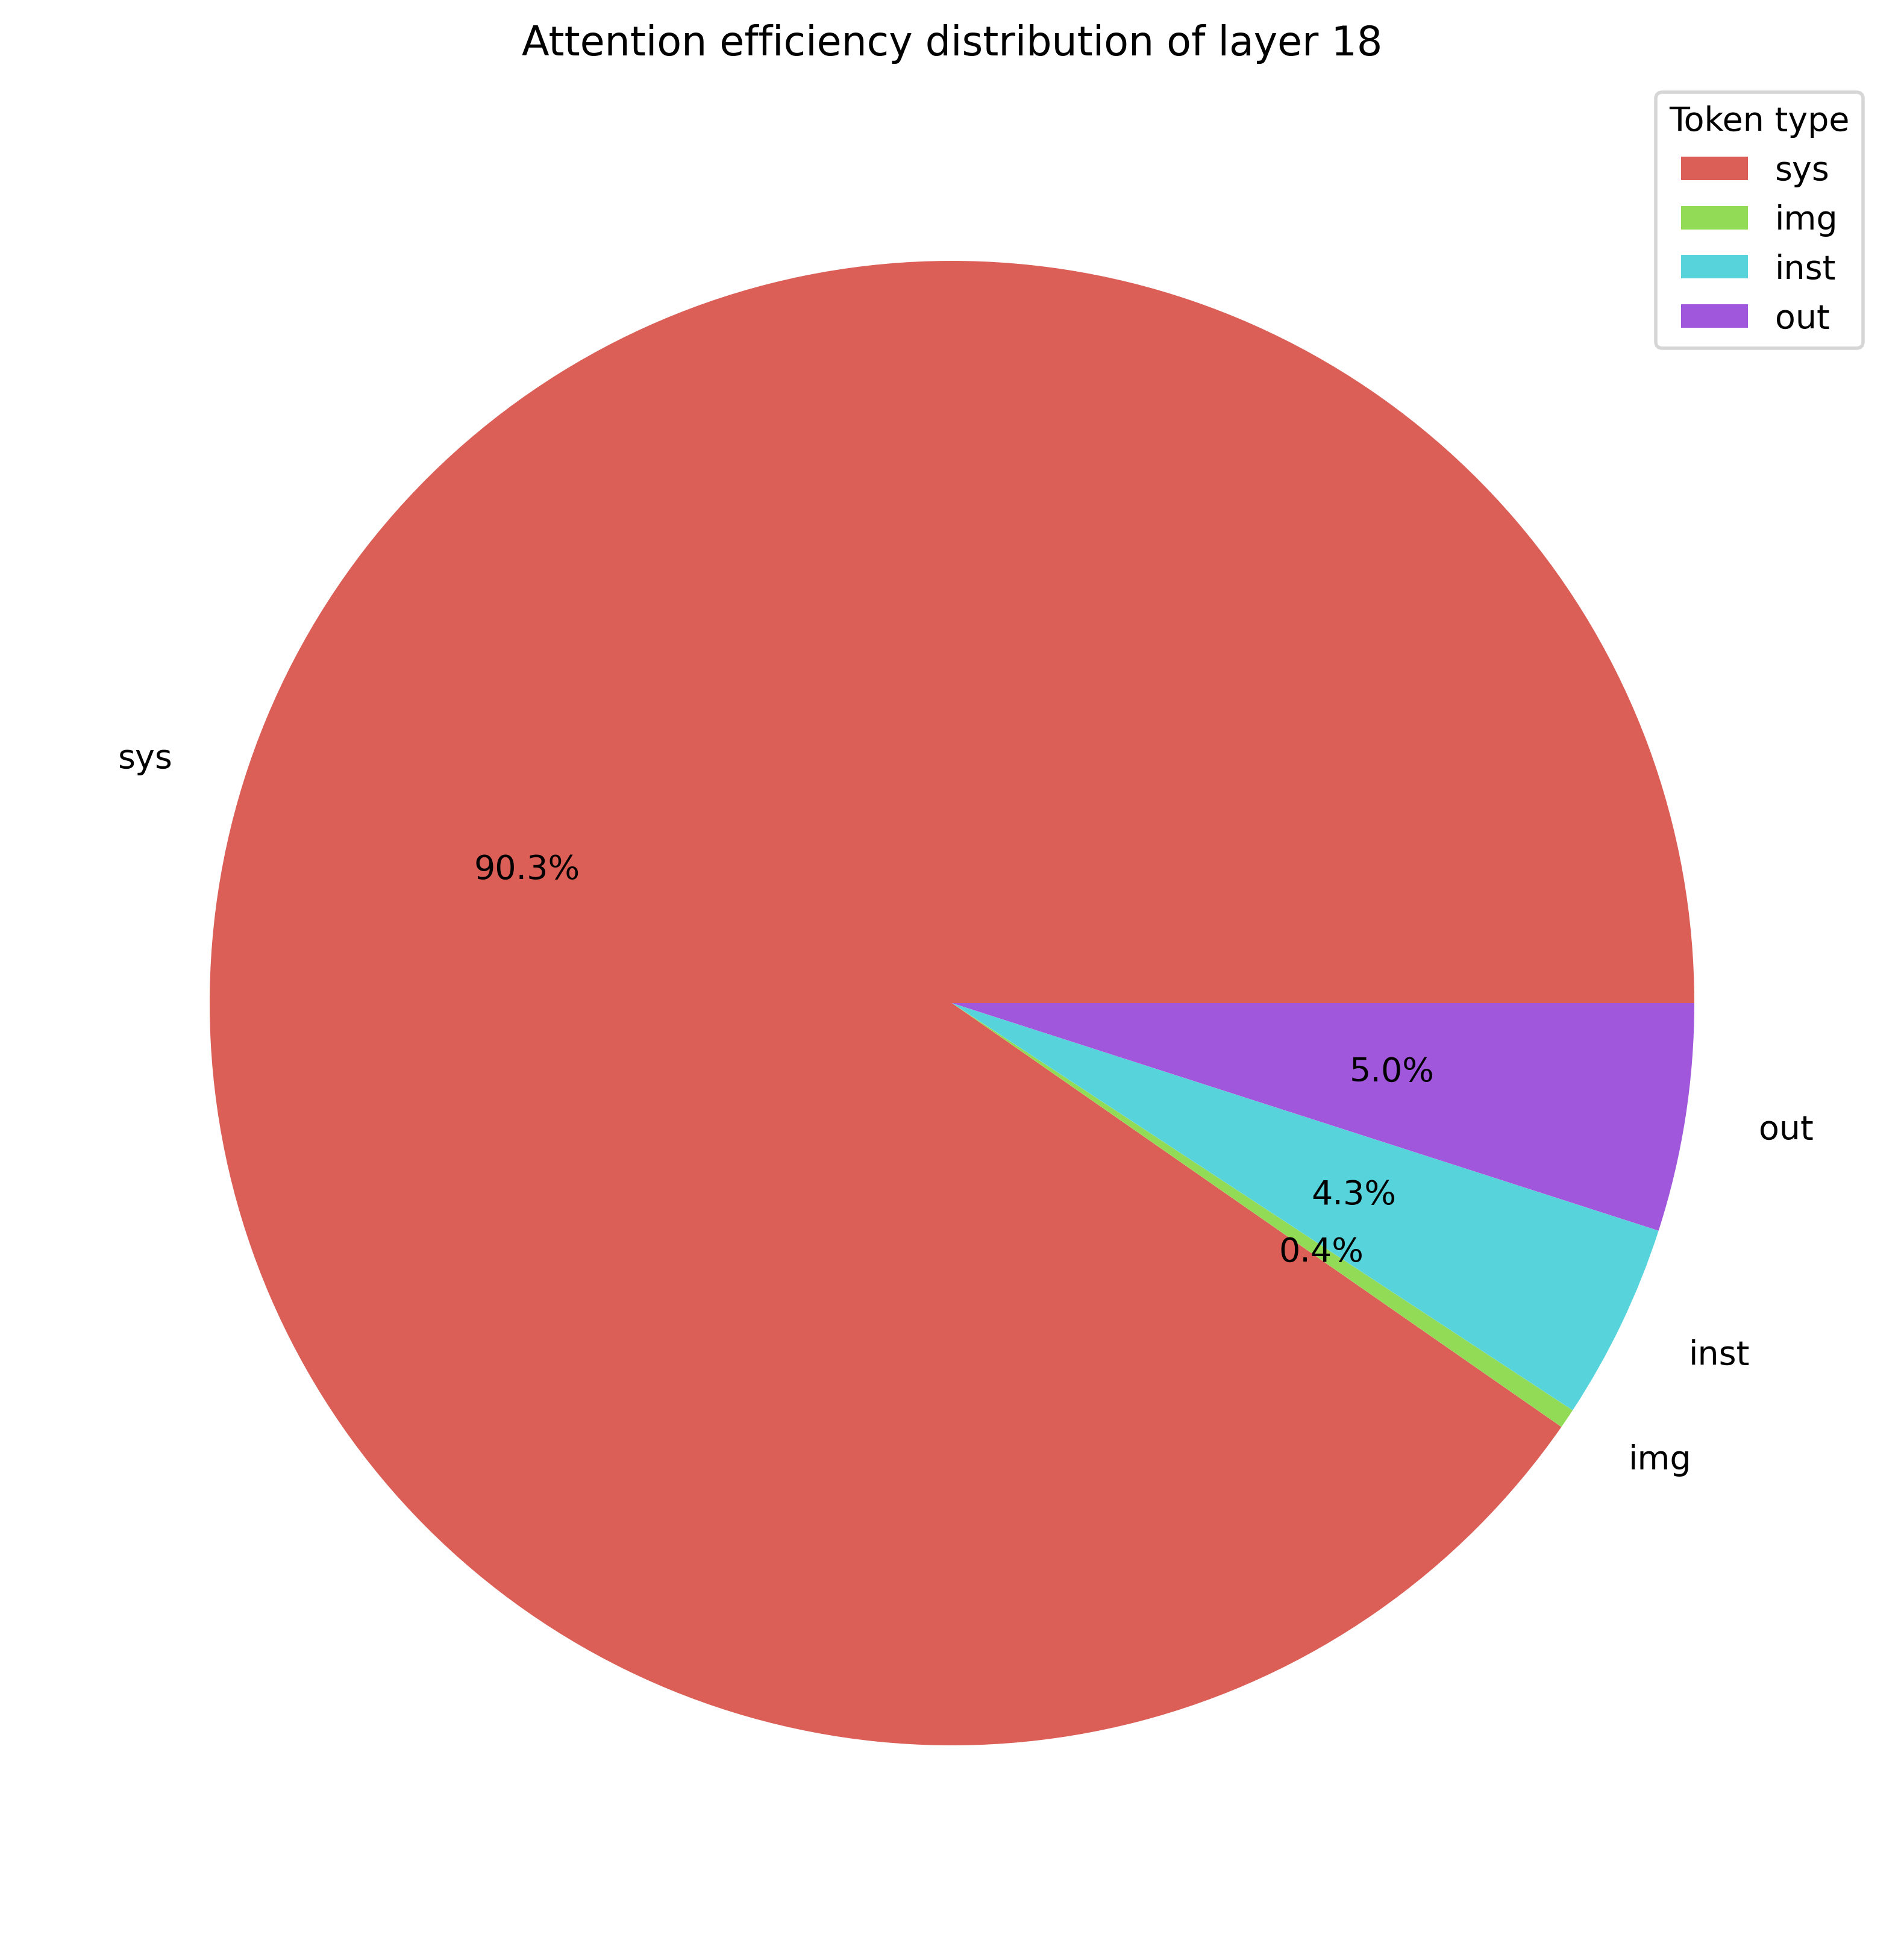 Attention efficiency distribution of layer 18
Token type
sys
img
inst
out
sys
90.3%
5.0%
out
4.3%
0.4%
inst
img